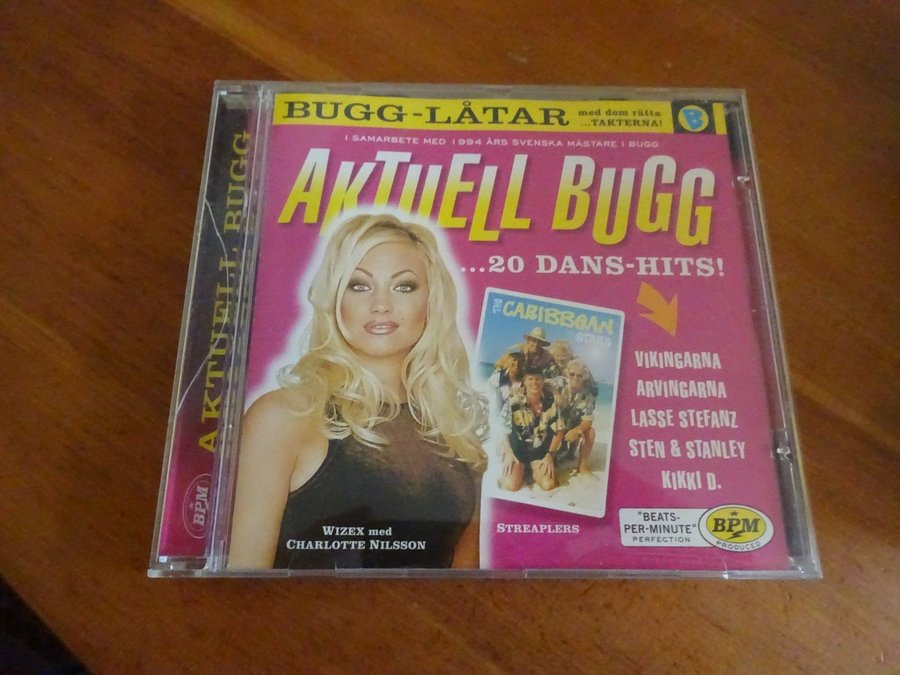 BUGG-LÅTAR
med dom rätta
...TAKTERNA!
B
I SAMARBETE MED 1994 ÅRS SVENSKA MÄSTARE I BUGG
AKTUELL BUGG
...20 DANS-HITS!
THE
CARIBBEAN
STARS
VIKINGARNA
ARVINGARNA
LASSE STEFANZ
STEN & STANLEY
KIKKI D.
WIZEX med
CHARLOTTE NILSSON
STREAPLERS
"BEATS-
PER-MINUTE"
PERFECTION
BPM
PRODUCED
AKTUELL BUGG
BPM